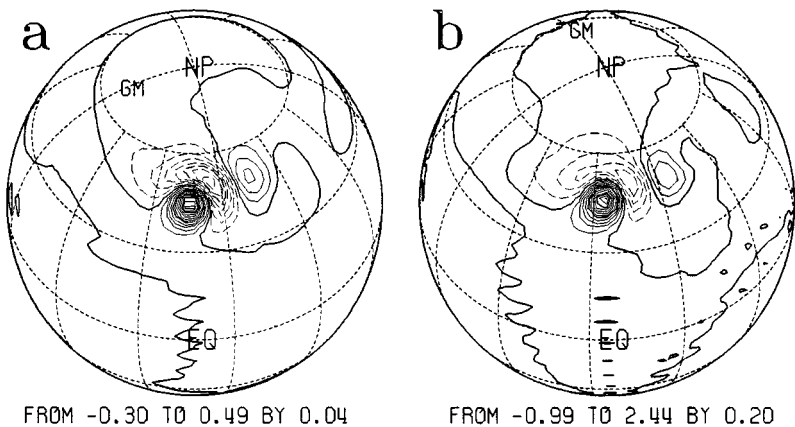 a
b
GM
NP
GM
NP
EQ
EQ
FROM -0.30 TO 0.49 BY 0.04
FROM -0.99 TO 2.44 BY 0.20